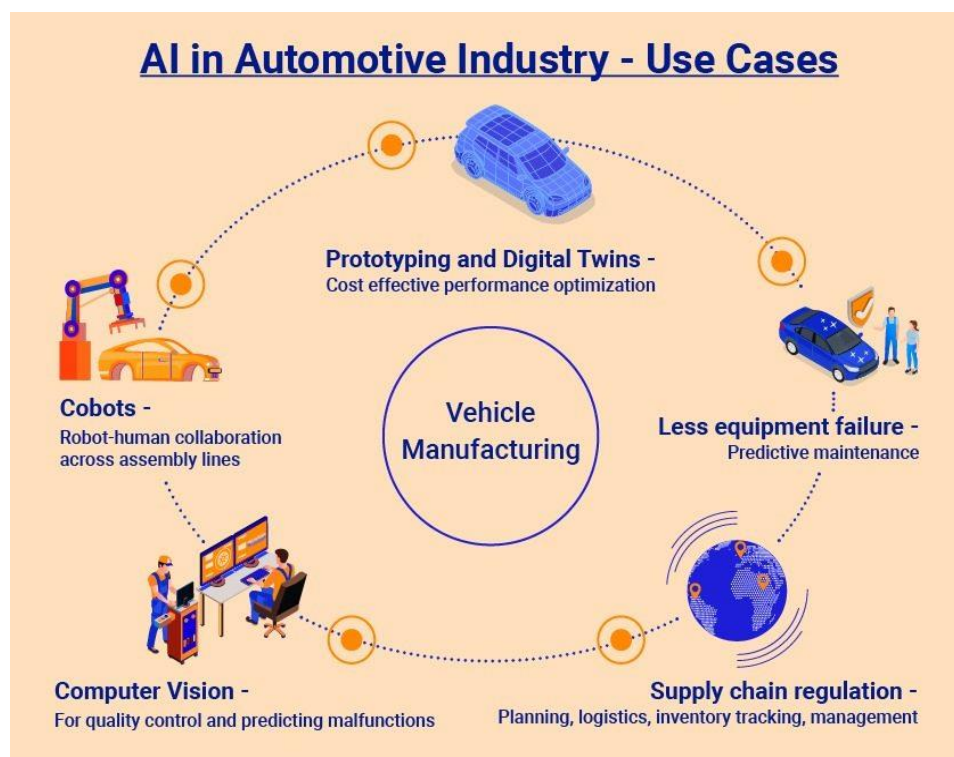 AI in Automotive Industry - Use Cases
Prototyping and Digital Twins -
Cost effective performance optimization
Cobots -
Robot-human collaboration
across assembly lines
Vehicle
Manufacturing
Less equipment failure -
Predictive maintenance
Computer Vision -
For quality control and predicting malfunctions
Supply chain regulation -
Planning, logistics, inventory tracking, management